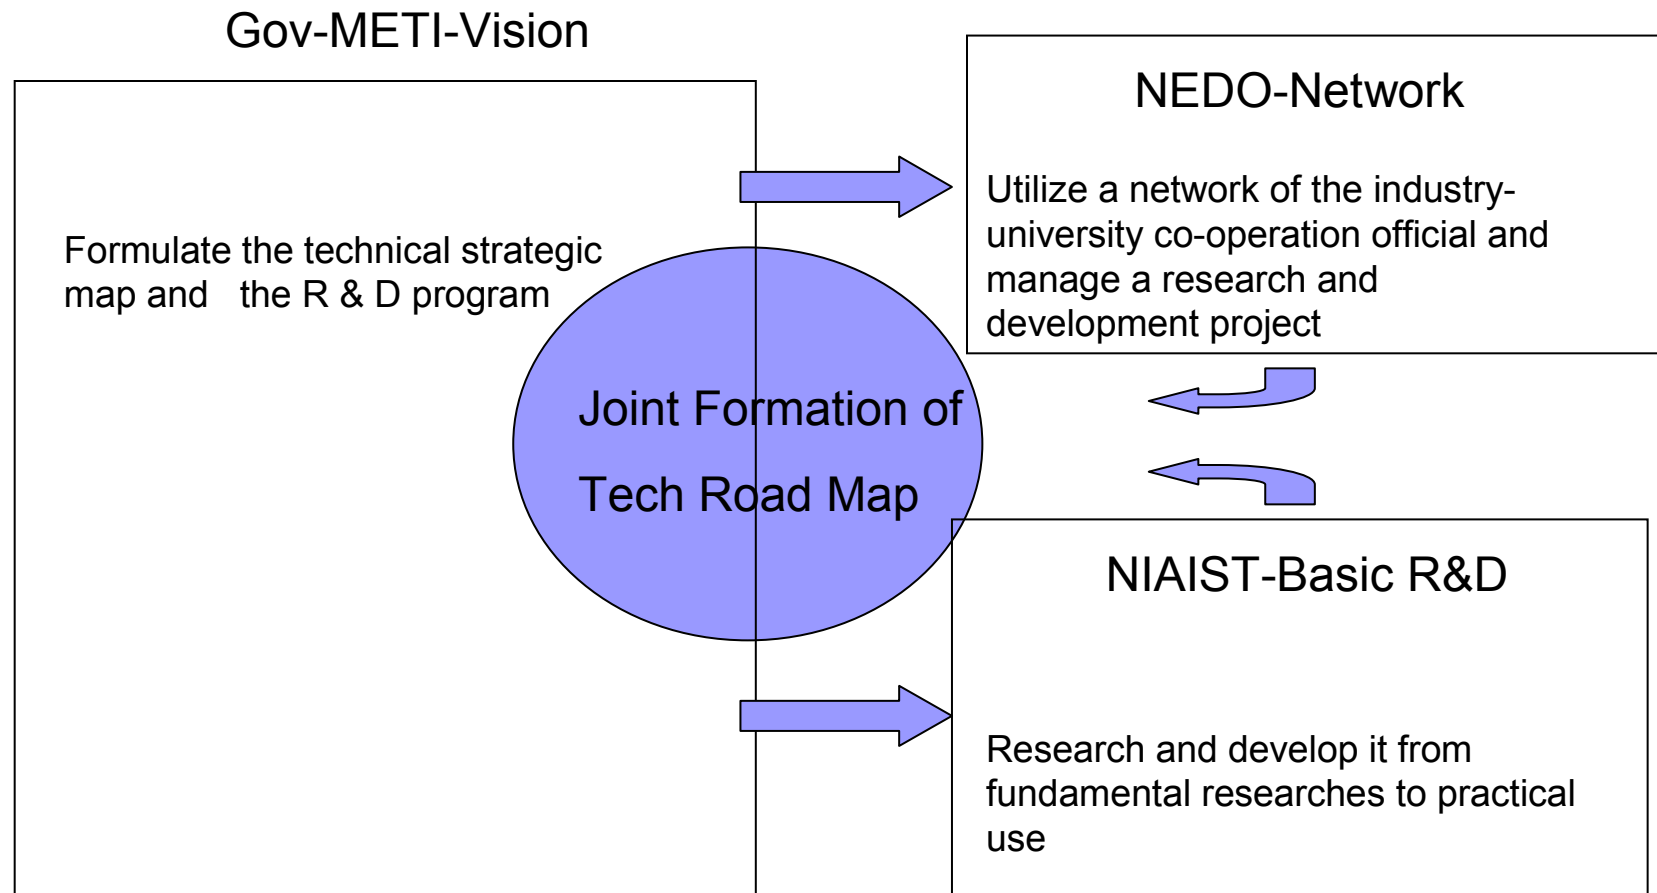 Gov-METI-Vision
Formulate the technical strategic
map and the R & D program
Joint Formation of
Tech Road Map
NEDO-Network
Utilize a network of the industry-
university co-operation official and
manage a research and
development project
NIAIST-Basic R&D
Research and develop it from
fundamental researches to practical
use